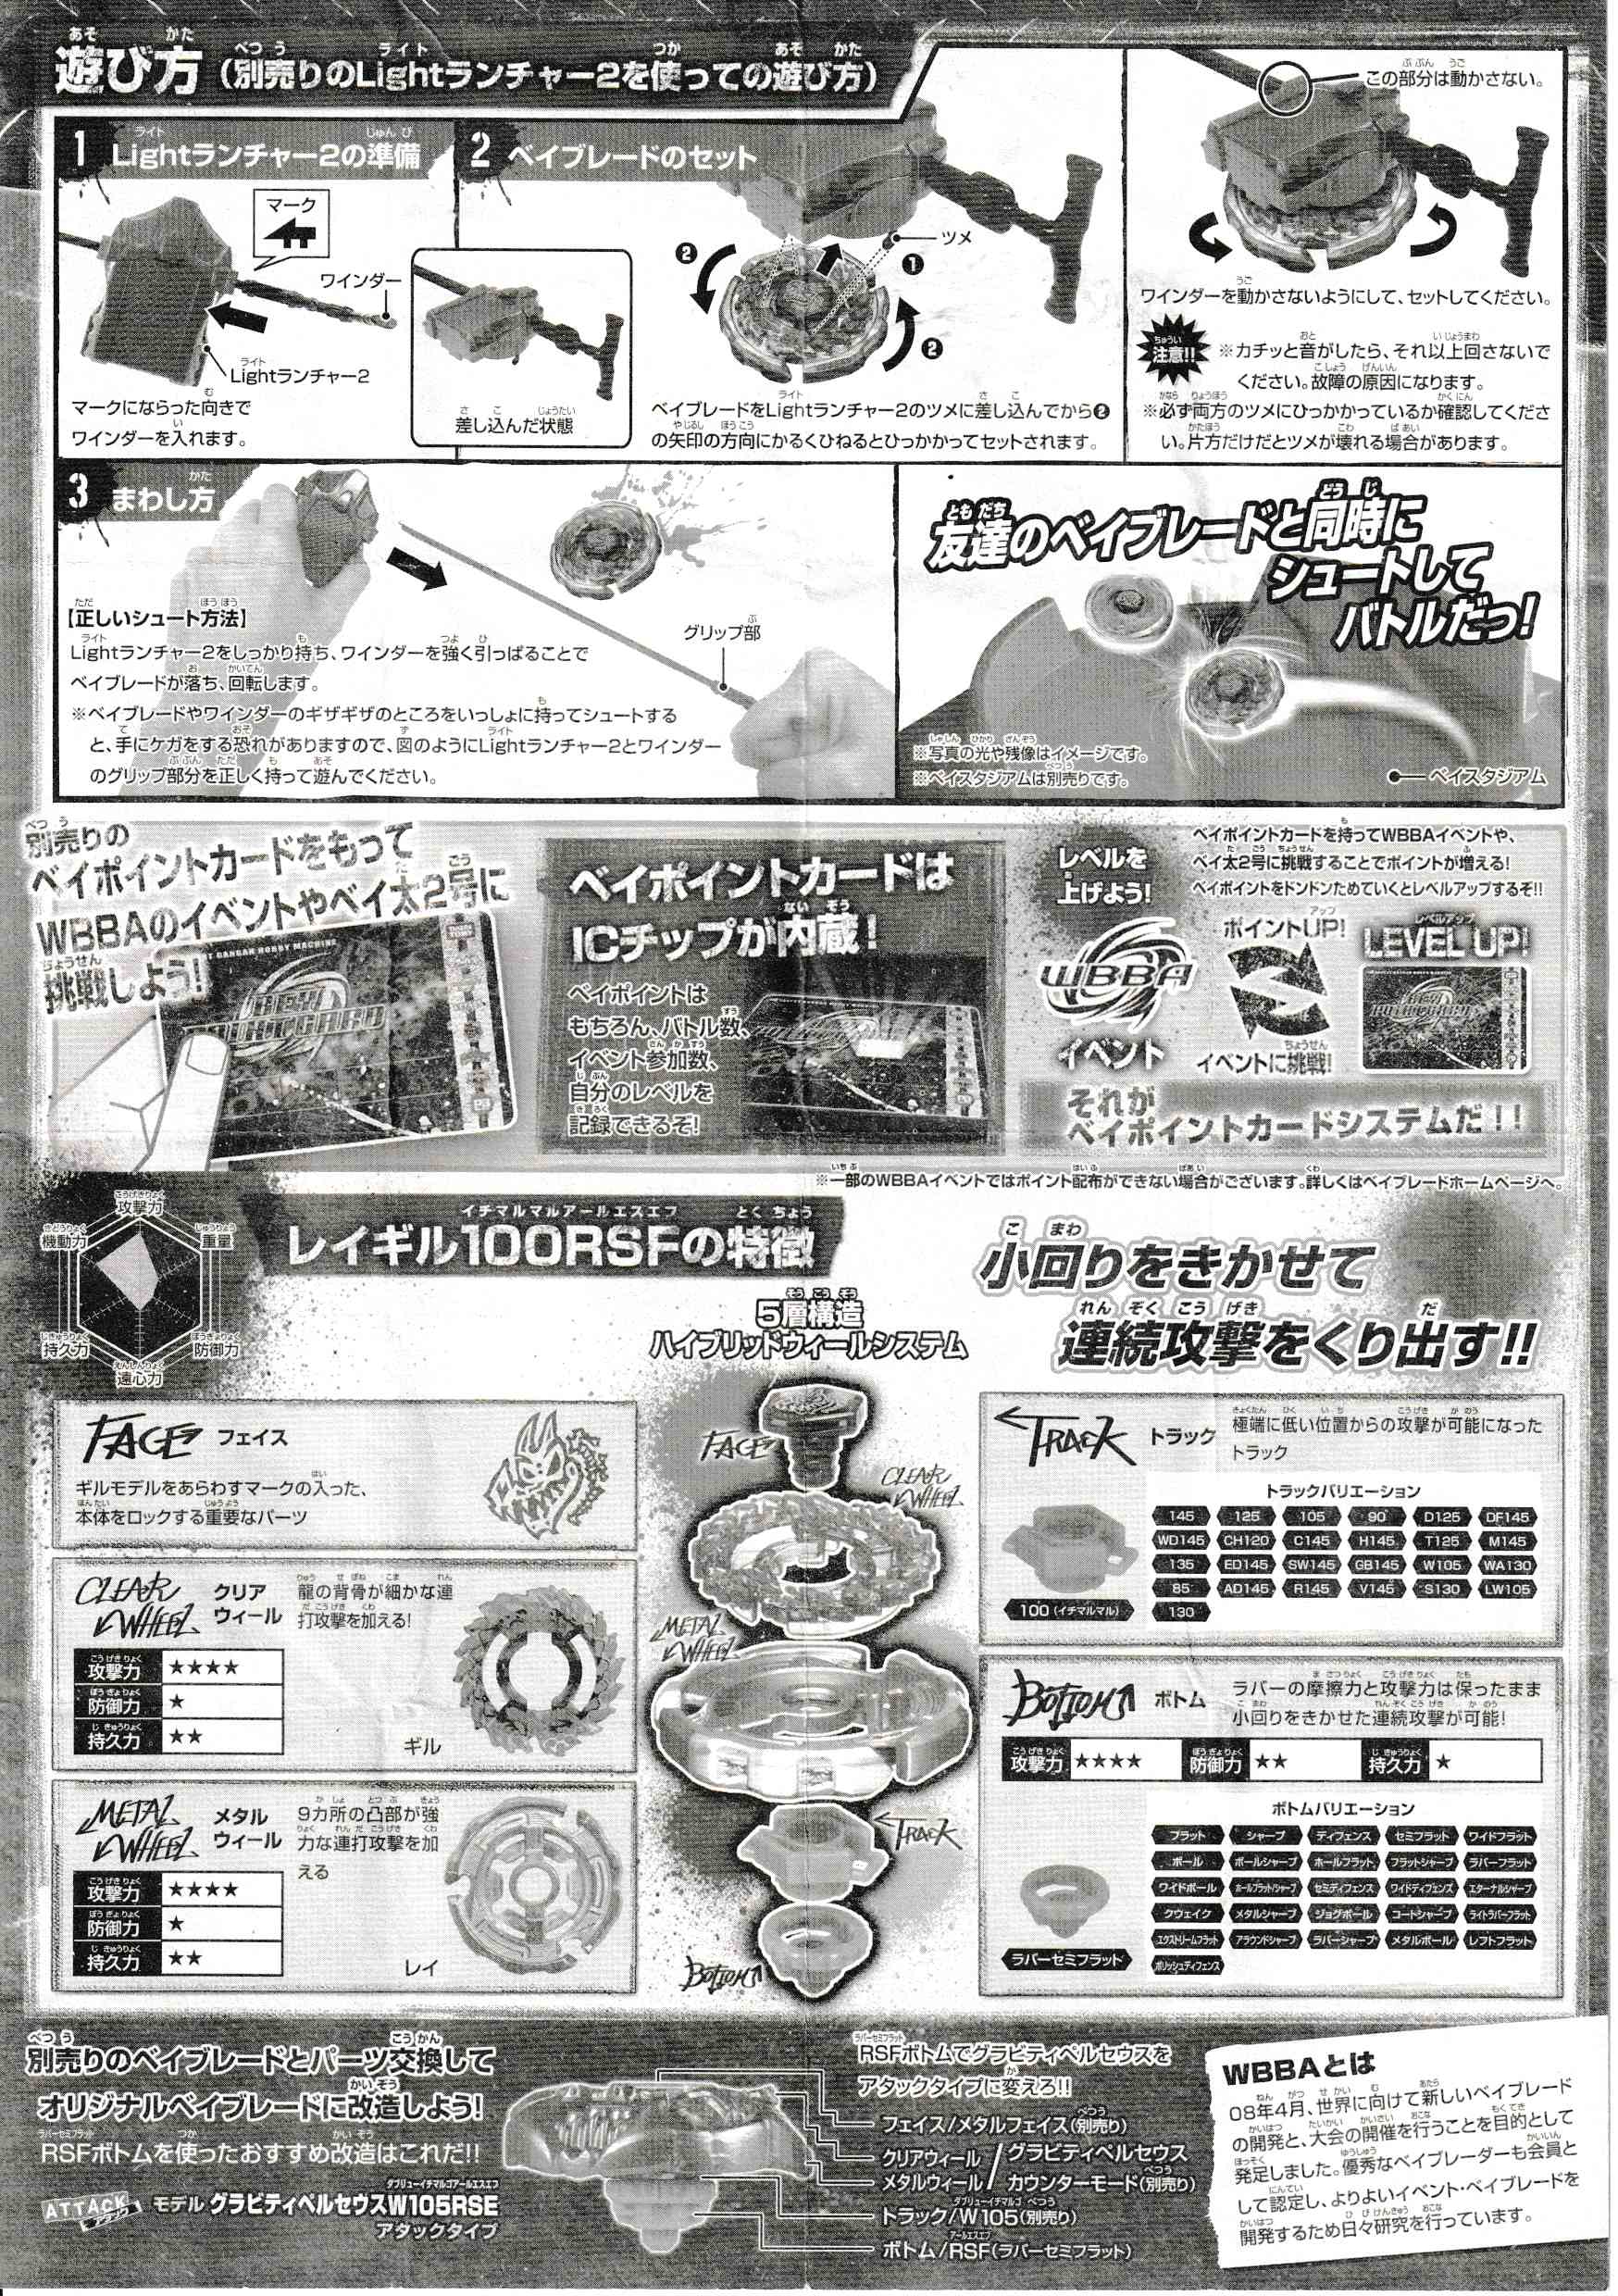 遊び方(別売りのLightランチャー2を使っての遊び方)
1 Lightランチャー2の準備
マーク
ワインダー
Lightランチャー2
マークにならった向きで
ワインダーを入れます。
差し込んだ状態
2 ベイブレードのセット
ツメ
❶
❷
❷
ベイブレードをLightランチャー2のツメに差し込んでから❷
の矢印の方向にかるくひねるとひっかかってセットされます。
この部分は動かさない。
ワインダーを動かさないようにして、セットしてください。
注意!!
※カチッと音がしたら、それ以上回さないで
ください。故障の原因になります。
※必ず両方のツメにひっかかっているか確認してくださ
い。片方だけだとツメが壊れる場合があります。
3 まわし方
【正しいシュート方法】
Lightランチャー2をしっかり持ち、ワインダーを強く引っぱることで
ベイブレードが落ち、回転します。
※ベイブレードやワインダーのギザギザのところをいっしょに持ってシュートする
と、手にケガをする恐れがありますので、図のようにLightランチャー2とワインダー
のグリップ部分を正しく持って遊んでください。
グリップ部
友達のベイブレードと同時に
シュートして
バトルだっ!
※写真の光や残像はイメージです。
※ベイスタジアムは別売りです。
ベイスタジアム
別売りの
ベイポイントカードをもって
WBBAのイベントやベイ太2号に
挑戦しよう!
ベイポイントカードは
ICチップが内蔵!
ベイポイントは
もちろん、バトル数、
イベント参加数、
自分のレベルを
記録できるぞ!
レベルを
上げよう!
ベイポイントカードを持ってWBBAイベントや、
ベイ太2号に挑戦することでポイントが増える!
ベイポイントをドンドンためていくとレベルアップするぞ!!
WBBA
イベント
ポイントUP!
イベントに挑戦!
LEVEL UP!
それが
ベイポイントカードシステムだ!!
※一部のWBBAイベントではポイント配布ができない場合がございます。詳しくはベイブレードホームページへ。
攻撃力
重量
防御力
遠心力
持久力
機動力
レイギル100RSFの特徴
小回りをきかせて
連続攻撃をくり出す!!
5層構造
ハイブリッドウィールシステム
FACE フェイス
ギルモデルをあらわすマークの入った、
本体をロックする重要なパーツ
CLEAR WHEEL クリアウィール
龍の背骨が細かな連
打攻撃を加える!
攻撃力 ★★★★
防御力 ★
持久力 ★★
ギル
METAL WHEEL メタルウィール
9カ所の凸部が強
力な連打攻撃を加
える
攻撃力 ★★★★
防御力 ★
持久力 ★★
レイ
FACE
CLEAR WHEEL
METAL WHEEL
TRACK
BOTTOM
TRACK トラック
極端に低い位置からの攻撃が可能になった
トラック
100(イチマルマル)
トラックバリエーション
145 125 105 90 D125 DF145
WD145 CH120 C145 H145 T125 M145
135 ED145 SW145 GB145 W105 WA130
85 AD145 R145 V145 S130 LW105
130
BOTTOM ボトム
ラバーの摩擦力と攻撃力は保ったまま
小回りをきかせた連続攻撃が可能!
攻撃力 ★★★★ 防御力 ★★ 持久力 ★
ラバーセミフラット
ボトムバリエーション
フラット シャープ ディフェンス セミフラット ワイドフラット
ボール ボールシャープ ホールフラット フラットシャープ ラバーフラット
ワイドボール ホールフラット/シャープ セミディフェンス ワイドディフェンス エターナルシャープ
クウェイク メタルシャープ ジョグボール コートシャープ ライトラバーフラット
エクストリームフラット アラウンドシャープ ラバーシャープ メタルボール レフトフラット
ポリッシュディフェンス
別売りのベイブレードとパーツ交換して
オリジナルベイブレードに改造しよう!
RSFボトムを使ったおすすめ改造はこれだ!!
ATTACK アタック モデル グラビティペルセウスW105RSF
アタックタイプ
RSFボトムでグラビティペルセウスを
アタックタイプに変えろ!!
フェイス/メタルフェイス(別売り)
クリアウィール/グラビティペルセウス
メタルウィール/カウンターモード(別売り)
トラック/W105(別売り)
ボトム/RSF(ラバーセミフラット)
WBBAとは
08年4月、世界に向けて新しいベイブレード
の開発と、大会の開催を行うことを目的として
発足しました。優秀なベイブレーダーも会員と
して認定し、よりよいイベント・ベイブレードを
開発するため日々研究を行っています。